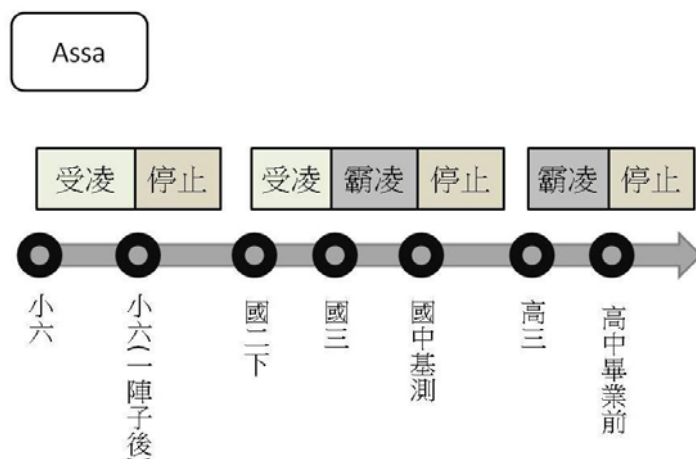 Assa
受凌 停止 受凌 霸凌 停止 霸凌 停止
小六
小六(一陣子後
國二下
國三
國中基測
高三
高中畢業前